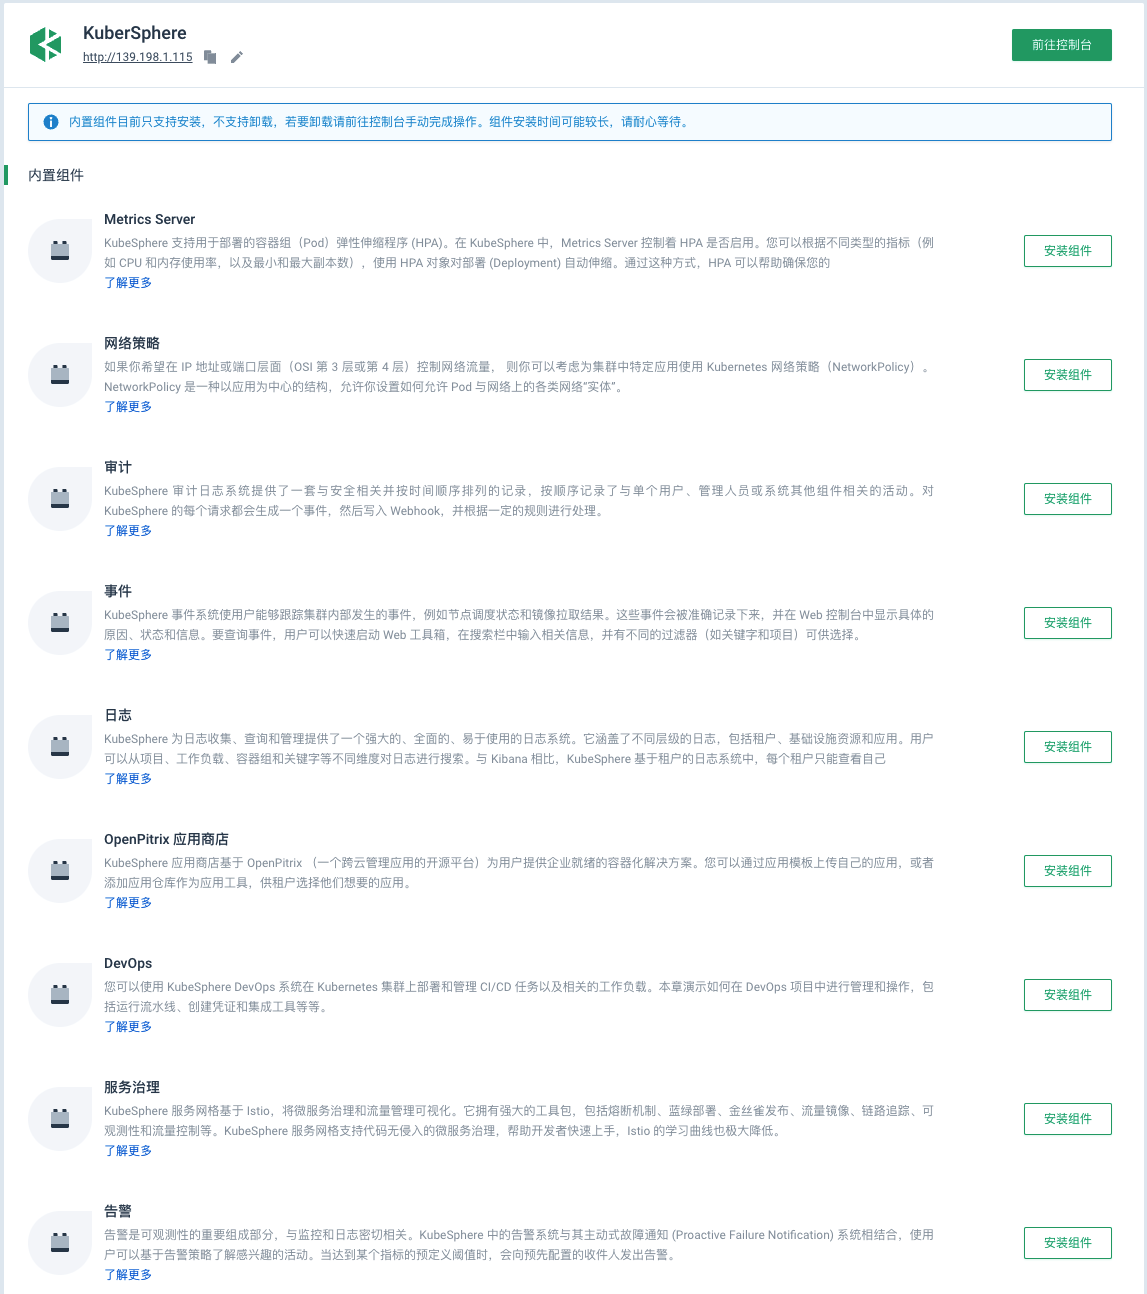 KuberSphere
http://139.198.1.115
前往控制台
内置组件目前只支持安装，不支持卸载，若要卸载请前往控制台手动完成操作。组件安装时间可能较长，请耐心等待。
内置组件
Metrics Server
KubeSphere 支持用于部署的容器组（Pod）弹性伸缩程序 (HPA)。在 KubeSphere 中，Metrics Server 控制着 HPA 是否启用。您可以根据不同类型的指标（例
如 CPU 和内存使用率，以及最小和最大副本数），使用 HPA 对象对部署 (Deployment) 自动伸缩。通过这种方式，HPA 可以帮助确保您的
了解更多
安装组件
网络策略
如果你希望在 IP 地址或端口层面（OSI 第 3 层或第 4 层）控制网络流量， 则你可以考虑为集群中特定应用使用 Kubernetes 网络策略（NetworkPolicy）。
NetworkPolicy 是一种以应用为中心的结构，允许你设置如何允许 Pod 与网络上的各类网络“实体”。
了解更多
安装组件
审计
KubeSphere 审计日志系统提供了一套与安全相关并按时间顺序排列的记录，按顺序记录了与单个用户、管理人员或系统其他组件相关的活动。对
KubeSphere 的每个请求都会生成一个事件，然后写入 Webhook，并根据一定的规则进行处理。
了解更多
安装组件
事件
KubeSphere 事件系统使用户能够跟踪集群内部发生的事件，例如节点调度状态和镜像拉取结果。这些事件会被准确记录下来，并在 Web 控制台中显示具体的
原因、状态和信息。要查询事件，用户可以快速启动 Web 工具箱，在搜索栏中输入相关信息，并有不同的过滤器（如关键字和项目）可供选择。
了解更多
安装组件
日志
KubeSphere 为日志收集、查询和管理提供了一个强大的、全面的、易于使用的日志系统。它涵盖了不同层级的日志，包括租户、基础设施资源和应用。用户
可以从项目、工作负载、容器组和关键字等不同维度对日志进行搜索。与 Kibana 相比，KubeSphere 基于租户的日志系统中，每个租户只能查看自己
了解更多
安装组件
OpenPitrix 应用商店
KubeSphere 应用商店基于 OpenPitrix （一个跨云管理应用的开源平台）为用户提供企业就绪的容器化解决方案。您可以通过应用模板上传自己的应用，或者
添加应用仓库作为应用工具，供租户选择他们想要的应用。
了解更多
安装组件
DevOps
您可以使用 KubeSphere DevOps 系统在 Kubernetes 集群上部署和管理 CI/CD 任务以及相关的工作负载。本章演示如何在 DevOps 项目中进行管理和操作，包
括运行流水线、创建凭证和集成工具等等。
了解更多
安装组件
服务治理
KubeSphere 服务网格基于 Istio，将微服务治理和流量管理可视化。它拥有强大的工具包，包括熔断机制、蓝绿部署、金丝雀发布、流量镜像、链路追踪、可
观测性和流量控制等。KubeSphere 服务网格支持代码无侵入的微服务治理，帮助开发者快速上手，Istio 的学习曲线也极大降低。
了解更多
安装组件
告警
告警是可观测性的重要组成部分，与监控和日志密切相关。KubeSphere 中的告警系统与其主动式故障通知 (Proactive Failure Notification) 系统相结合，使用
户可以基于告警策略了解感兴趣的活动。当达到某个指标的预定义阈值时，会向预先配置的收件人发出告警。
了解更多
安装组件